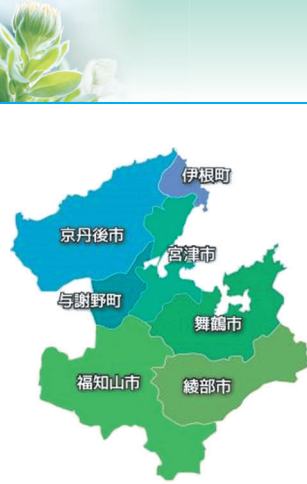 伊根町
京丹後市
宮津市
与謝野町
舞鶴市
福知山市
綾部市